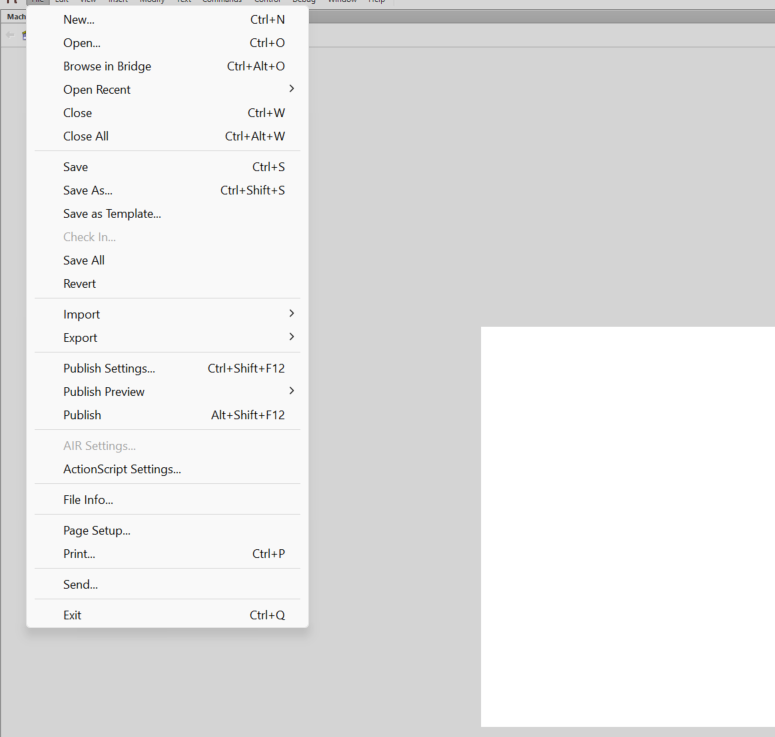 File Edit View Insert Modify Text Commands Control Debug Window Help
Mach
New... Ctrl+N
Open... Ctrl+O
Browse in Bridge Ctrl+Alt+O
Open Recent
Close Ctrl+W
Close All Ctrl+Alt+W
Save Ctrl+S
Save As... Ctrl+Shift+S
Save as Template...
Check In...
Save All
Revert
Import
Export
Publish Settings... Ctrl+Shift+F12
Publish Preview
Publish Alt+Shift+F12
AIR Settings...
ActionScript Settings...
File Info...
Page Setup...
Print... Ctrl+P
Send...
Exit Ctrl+Q